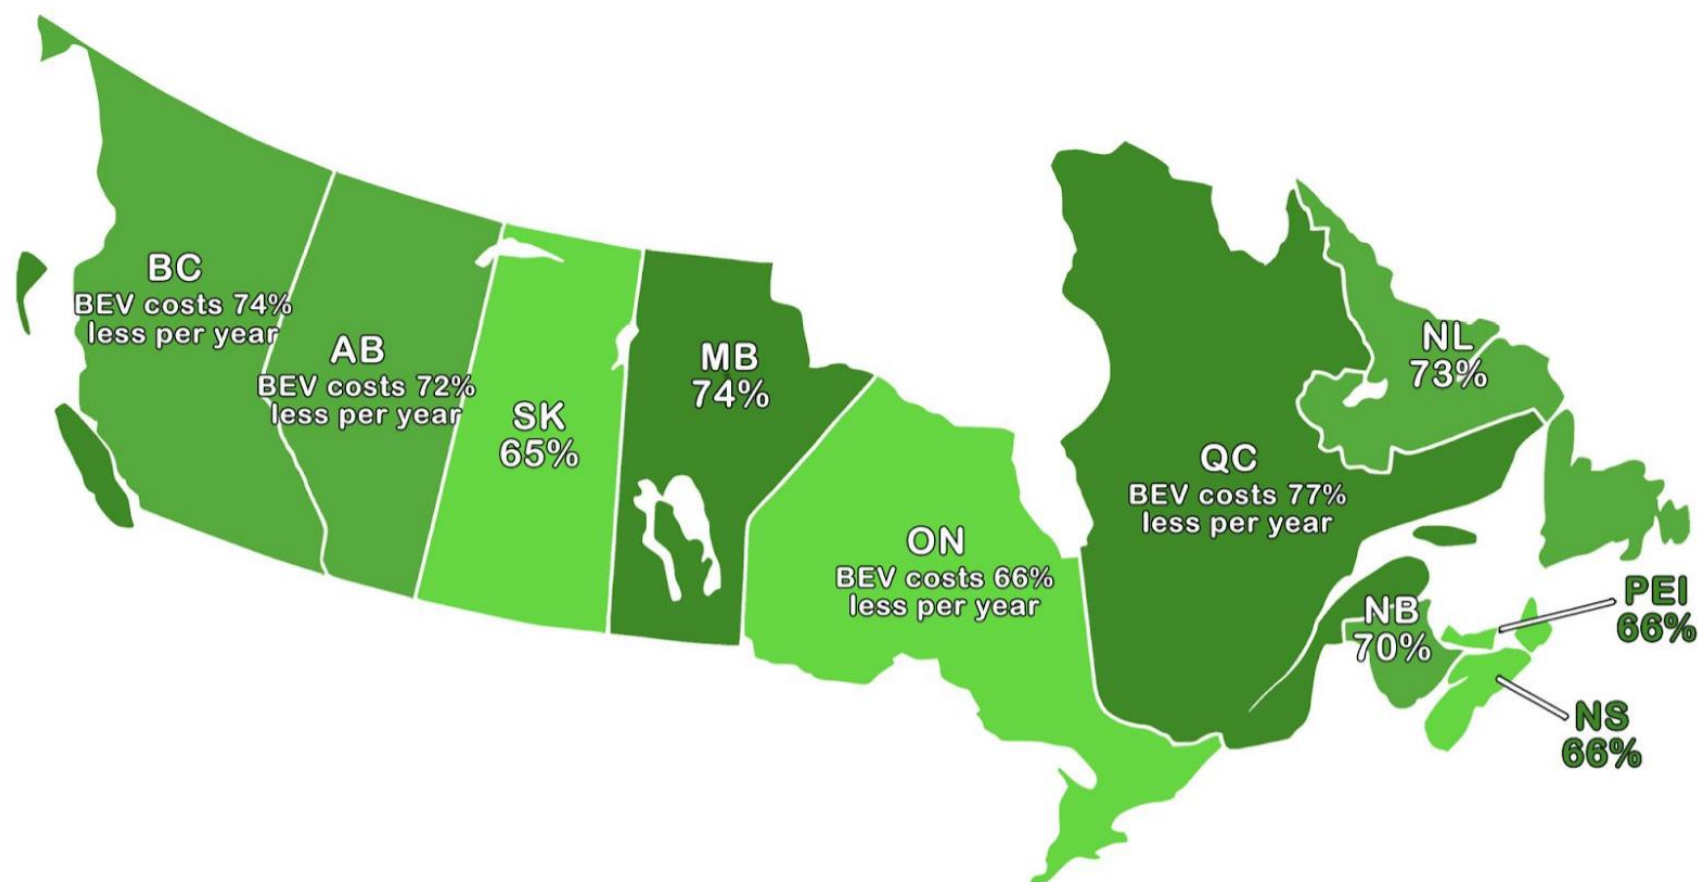 BC
BEV costs 74%
less per year
AB
BEV costs 72%
less per year
SK
65%
MB
74%
ON
BEV costs 66%
less per year
QC
BEV costs 77%
less per year
NL
73%
NB
70%
PEI
66%
NS
66%